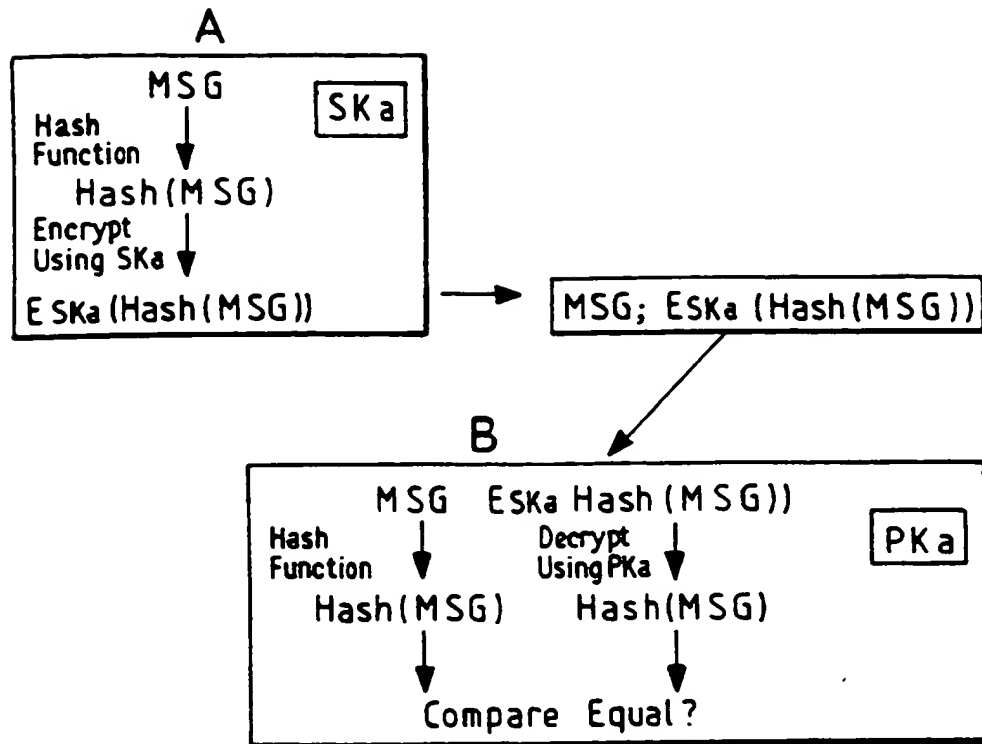 A
MSG
SKa
Hash
Function
Hash(MSG)
Encrypt
Using SKa
ESKa(Hash(MSG))
MSG; ESKa (Hash(MSG))
B
MSG ESKa Hash(MSG))
PKa
Hash
Function
Decrypt
Using PKa
Hash(MSG) Hash(MSG)
Compare Equal?